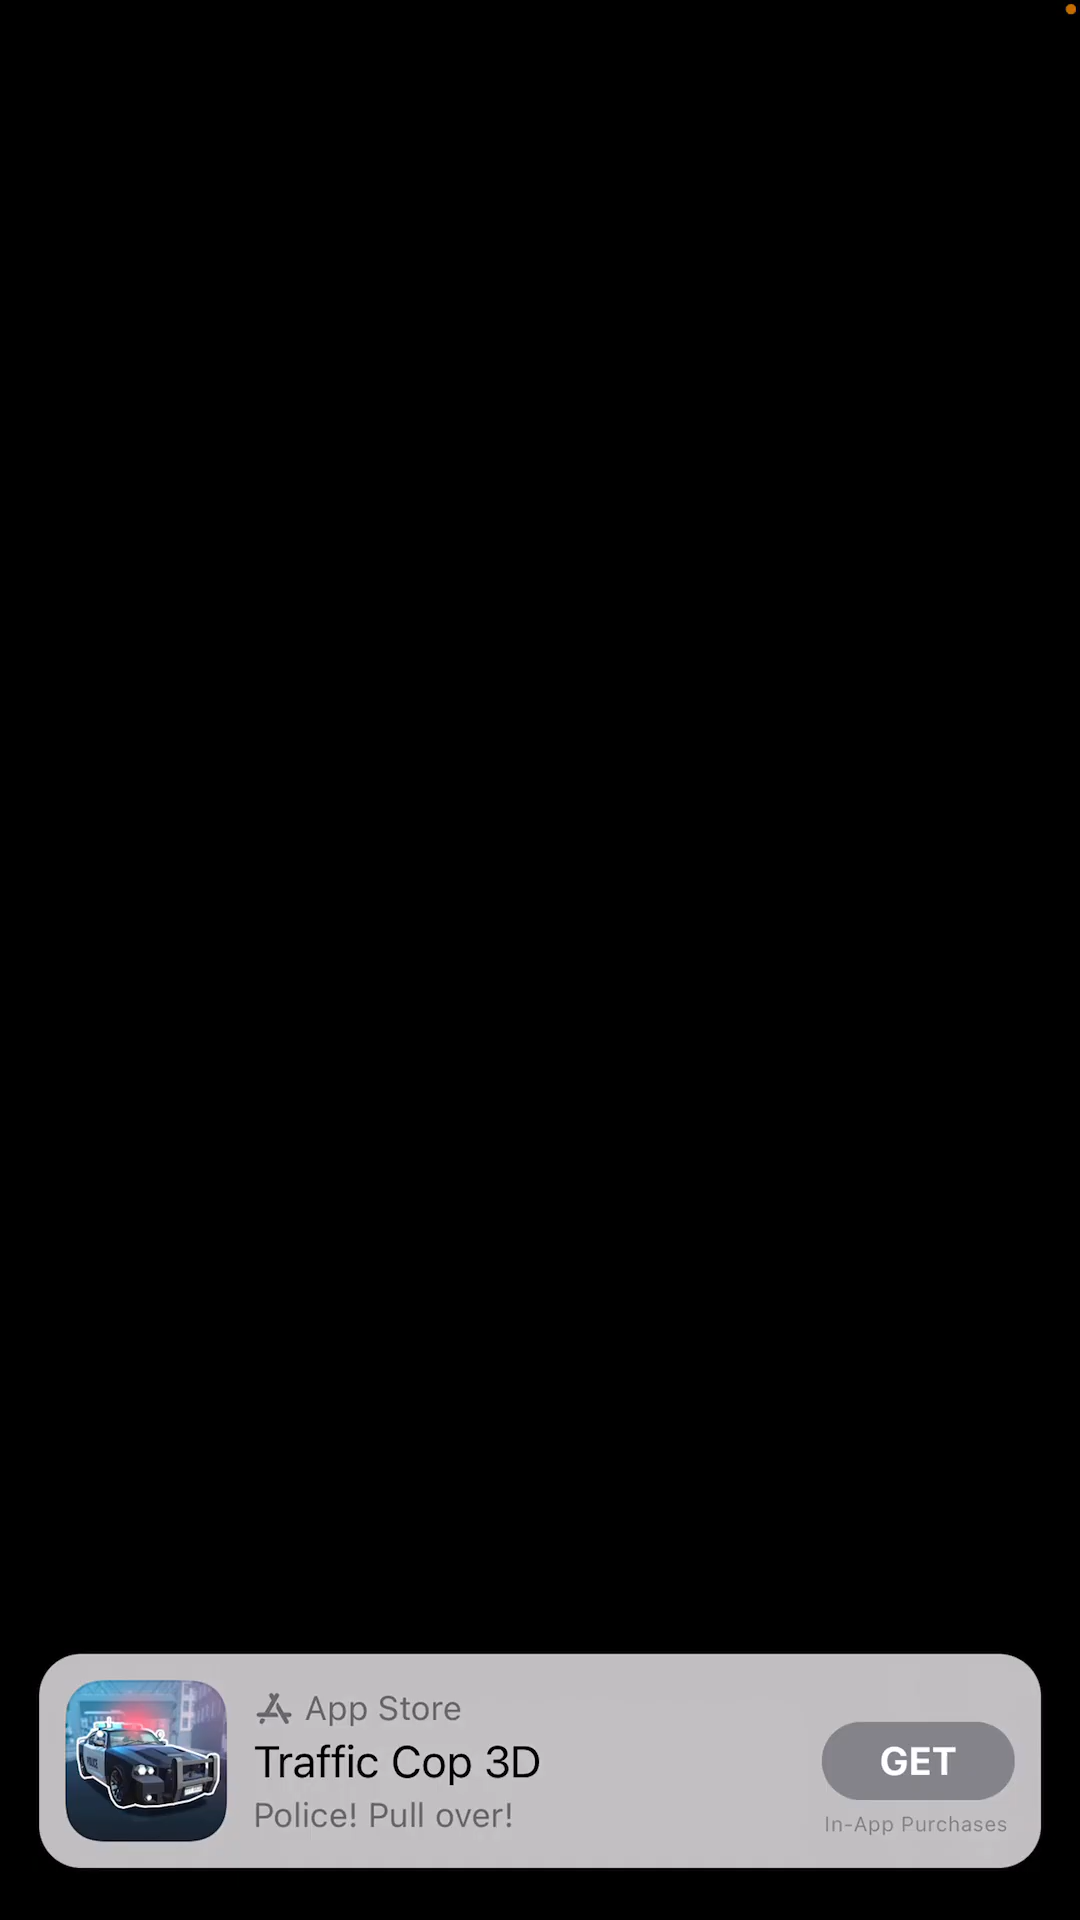 App Store
Traffic Cop 3D
Police! Pull over!
GET
In-App Purchases